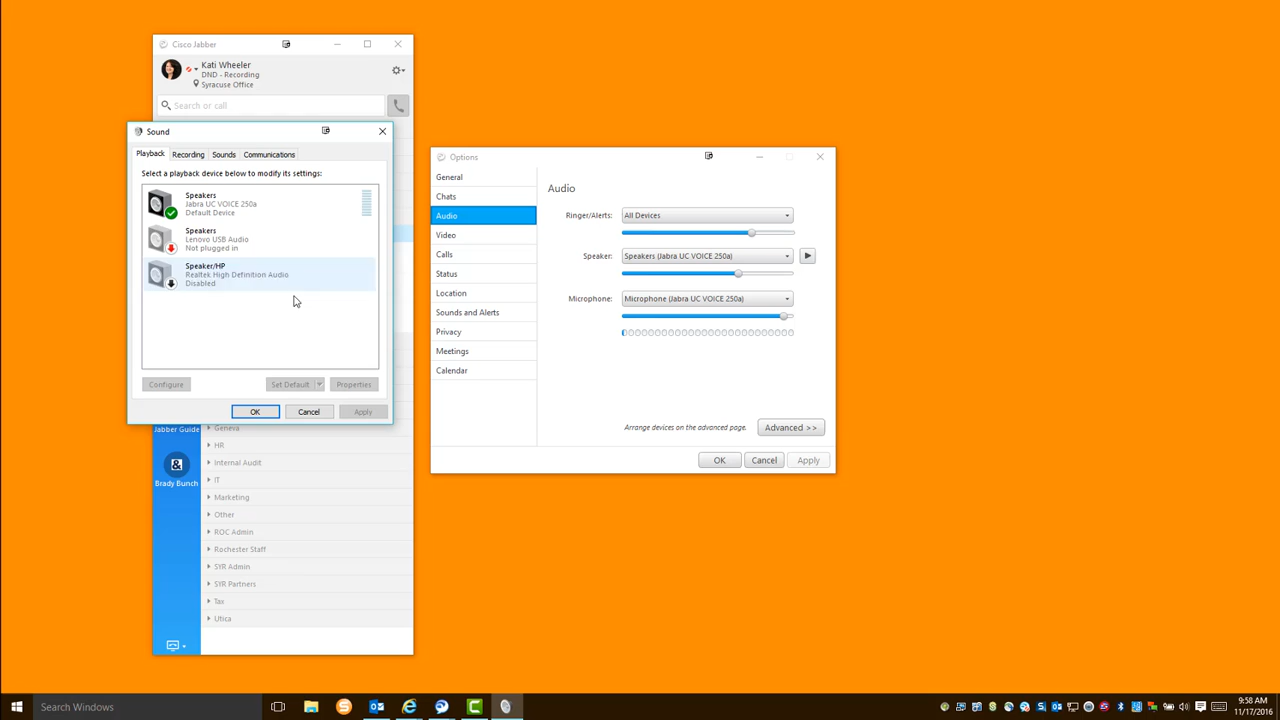 Cisco Jabber
Kati Wheeler
DND - Recording
Syracuse Office
Search or call
Sound
Playback
Recording
Sounds
Communications
Select a playback device below to modify its settings:
Speakers
Jabra UC VOICE 250a
Default Device
Speakers
Lenovo USB Audio
Not plugged in
Speaker/HP
Realtek High Definition Audio
Disabled
Configure
Set Default
Properties
OK
Cancel
Apply
Jabber Guide
&
Brady Bunch
Geneva
HR
Internal Audit
IT
Marketing
Other
ROC Admin
Rochester Staff
SYR Admin
SYR Partners
Tax
Utica
Options
General
Chats
Audio
Video
Calls
Status
Location
Sounds and Alerts
Privacy
Meetings
Calendar
Audio
Ringer/Alerts:
All Devices
Speaker:
Speakers (Jabra UC VOICE 250a)
Microphone:
Microphone (Jabra UC VOICE 250a)
Arrange devices on the advanced page.
Advanced >>
OK
Cancel
Apply
Search Windows
9:58 AM
11/17/2016